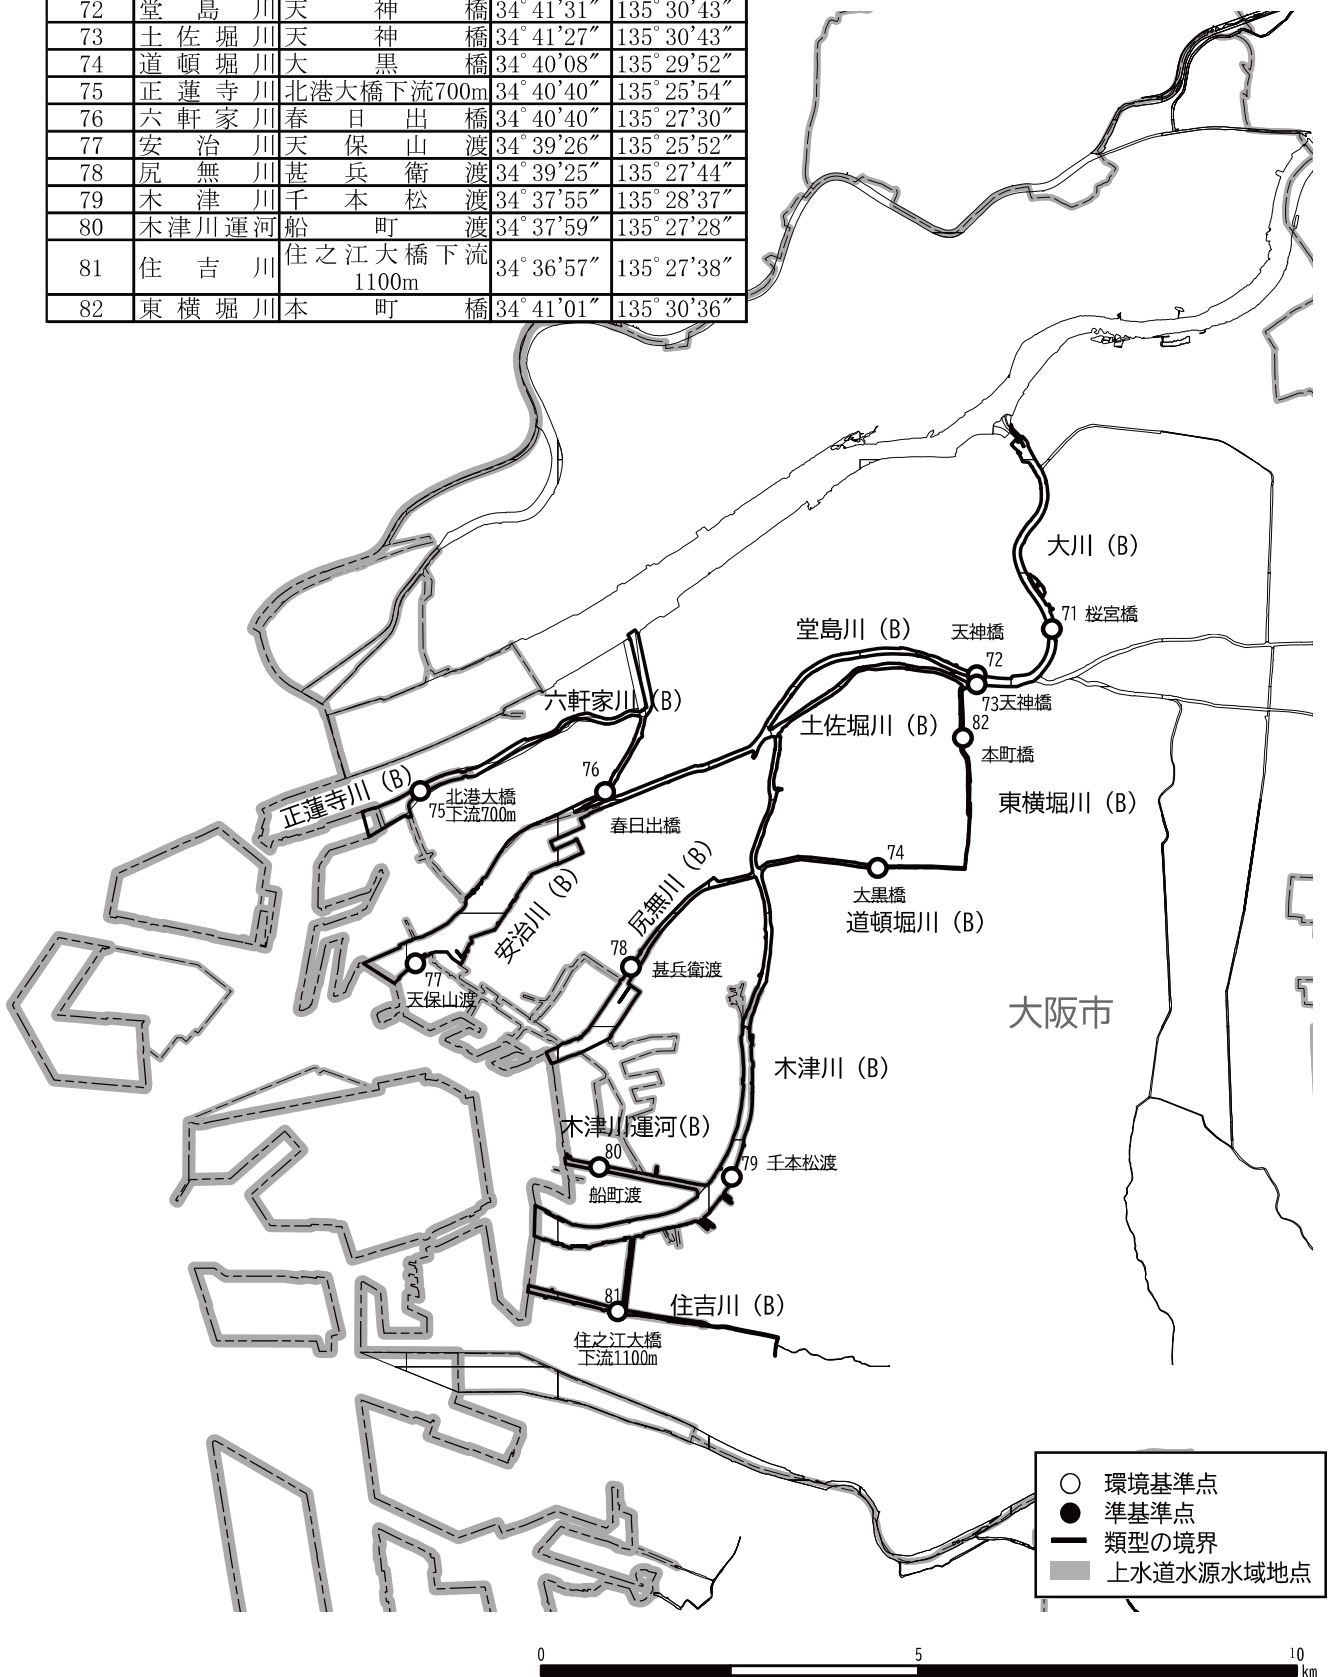 72 堂島川 天神橋 34°41'31" 135°30'43"
73 土佐堀川 天神橋 34°41'27" 135°30'43"
74 道頓堀川 大黒橋 34°40'08" 135°29'52"
75 正蓮寺川 北港大橋下流700m 34°40'40" 135°25'54"
76 六軒家川 春日出橋 34°40'40" 135°27'30"
77 安治川 天保山渡 34°39'26" 135°25'52"
78 尻無川 甚兵衛渡 34°39'25" 135°27'44"
79 木津川 千本松渡 34°37'55" 135°28'37"
80 木津川運河 船町渡 34°37'59" 135°27'28"
81 住吉川 住之江大橋下流
1100m 34°36'57" 135°27'38"
82 東横堀川 本町橋 34°41'01" 135°30'36"
大川（B）
71 桜宮橋
堂島川（B）
天神橋
72
73天神橋
六軒家川（B）
土佐堀川（B）
82
本町橋
76
正蓮寺川（B）
75 北港大橋
下流700m
春日出橋
東横堀川（B）
74
大黒橋
道頓堀川（B）
尻無川（B）
安治川（B）
78
甚兵衛渡
77
天保山渡
大阪市
木津川（B）
木津川運河(B)
80
船町渡
79 千本松渡
81
住吉川（B）
住之江大橋
下流1100m
環境基準点
準基準点
類型の境界
上水道水源水域地点
0 5 10
km